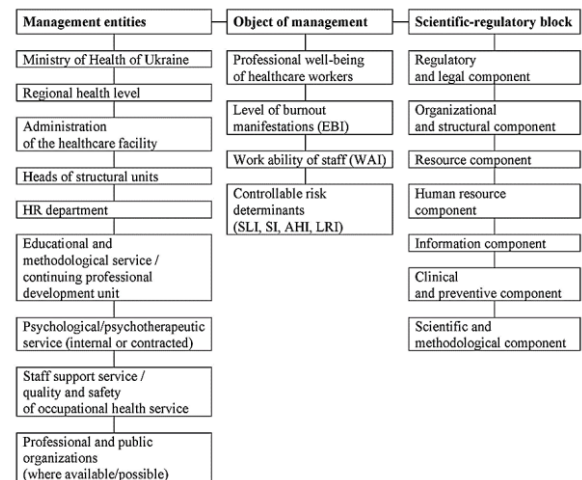 Management entities
Ministry of Health of Ukraine
Regional health level
Administration
of the healthcare facility
Heads of structural units
HR department
Educational and
methodological service /
continuing professional
development unit
Psychological/psychotherapeutic
service (internal or contracted)
Staff support service /
quality and safety
of occupational health service
Professional and public
organizations
(where available/possible)
Object of management
Professional well-being
of healthcare workers
Level of burnout
manifestations (EBI)
Work ability of staff (WAI)
Controllable risk
determinants
(SLI, SI, AHI, LRI)
Scientific-regulatory block
Regulatory
and legal component
Organizational
and structural component
Resource component
Human resource
component
Information component
Clinical
and preventive component
Scientific and
methodological component